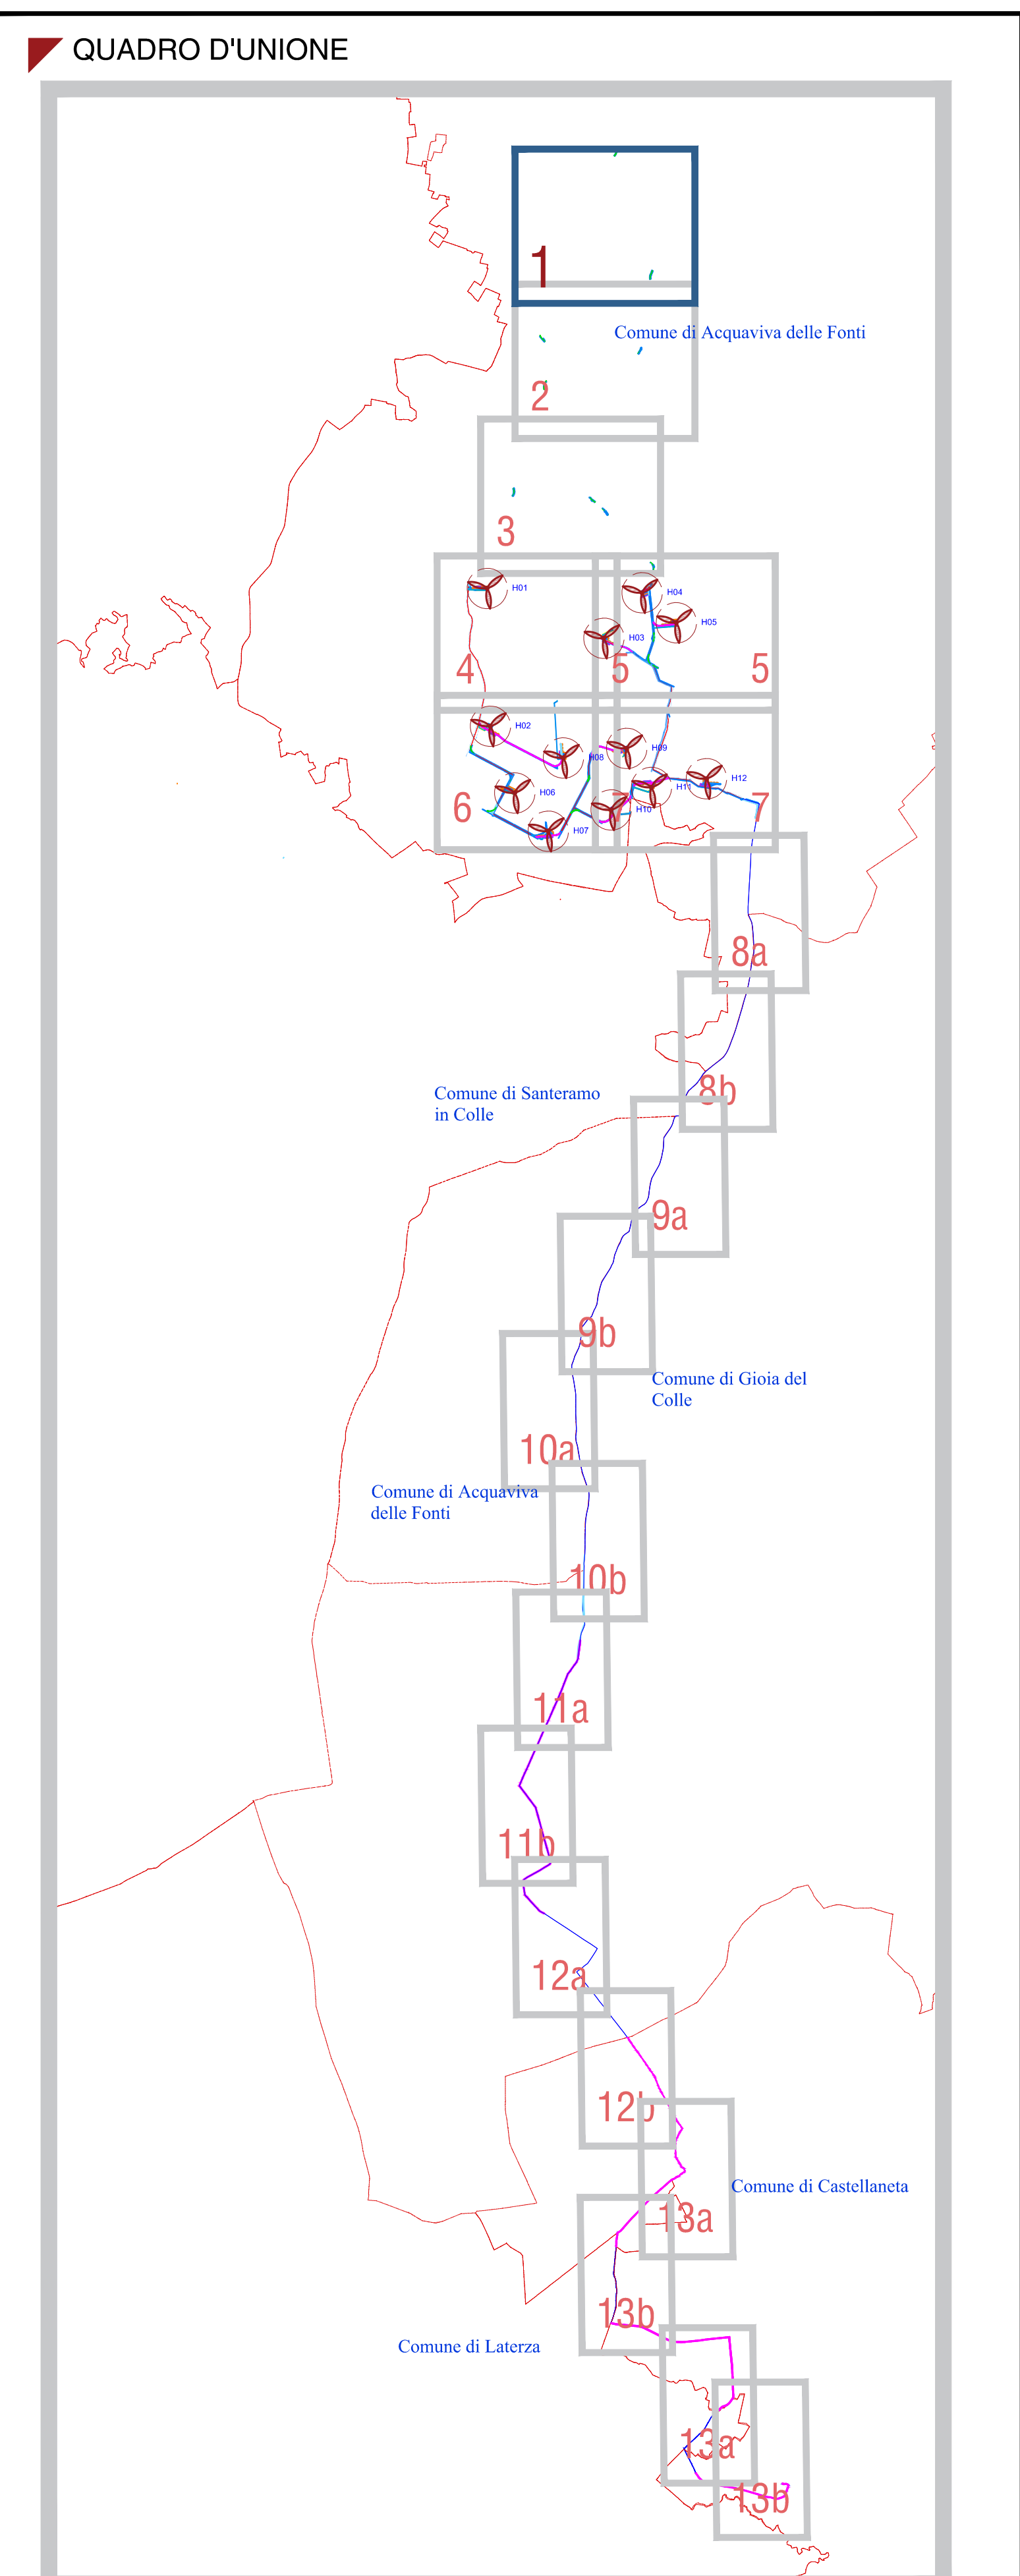 QUADRO D'UNIONE
1
Comune di Acquaviva delle Fonti
2
3
H01
H04
H05
H03
4
5
5
H02
H09
H08
H12
H11
H06
6
H10
7
7
H07
8a
8b
Comune di Santeramo
in Colle
9a
9b
Comune di Gioia del
Colle
10a
Comune di Acquaviva
delle Fonti
10b
11a
11b
12a
12b
Comune di Castellaneta
13a
13b
Comune di Laterza
13a
13b